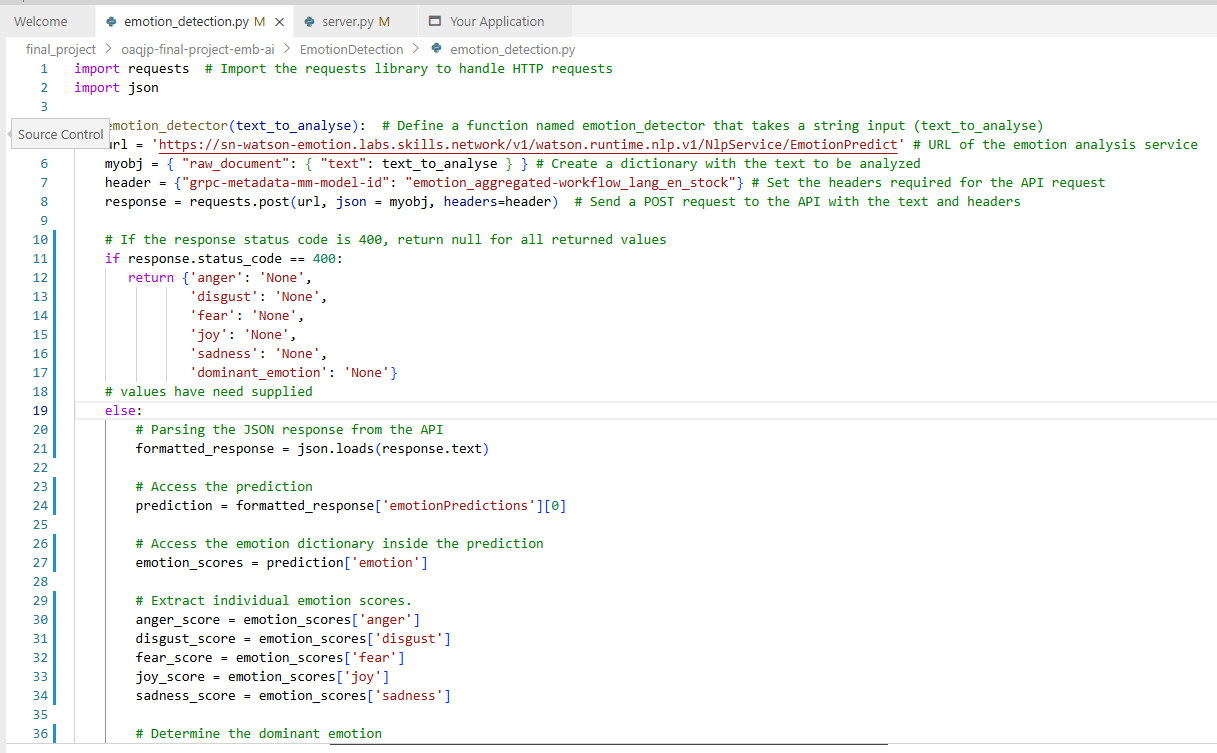 Welcome emotion_detection.py M × server.py M Your Application
final_project > oaqjp-final-project-emb-ai > EmotionDetection > emotion_detection.py
1 import requests  # Import the requests library to handle HTTP requests
2 import json
3
emotion_detector(text_to_analyse):  # Define a function named emotion_detector that takes a string input (text_to_analyse)
Source Control
url = 'https://sn-watson-emotion.labs.skills.network/v1/watson.runtime.nlp.v1/NlpService/EmotionPredict' # URL of the emotion analysis service
6 myobj = { "raw_document": { "text": text_to_analyse } } # Create a dictionary with the text to be analyzed
7 header = {"grpc-metadata-mm-model-id": "emotion_aggregated-workflow_lang_en_stock"} # Set the headers required for the API request
8 response = requests.post(url, json = myobj, headers=header)  # Send a POST request to the API with the text and headers
9
10 # If the response status code is 400, return null for all returned values
11 if response.status_code == 400:
12 return {'anger': 'None',
13 'disgust': 'None',
14 'fear': 'None',
15 'joy': 'None',
16 'sadness': 'None',
17 'dominant_emotion': 'None'}
18 # values have need supplied
19 else:
20 # Parsing the JSON response from the API
21 formatted_response = json.loads(response.text)
22
23 # Access the prediction
24 prediction = formatted_response['emotionPredictions'][0]
25
26 # Access the emotion dictionary inside the prediction
27 emotion_scores = prediction['emotion']
28
29 # Extract individual emotion scores.
30 anger_score = emotion_scores['anger']
31 disgust_score = emotion_scores['disgust']
32 fear_score = emotion_scores['fear']
33 joy_score = emotion_scores['joy']
34 sadness_score = emotion_scores['sadness']
35
36 # Determine the dominant emotion